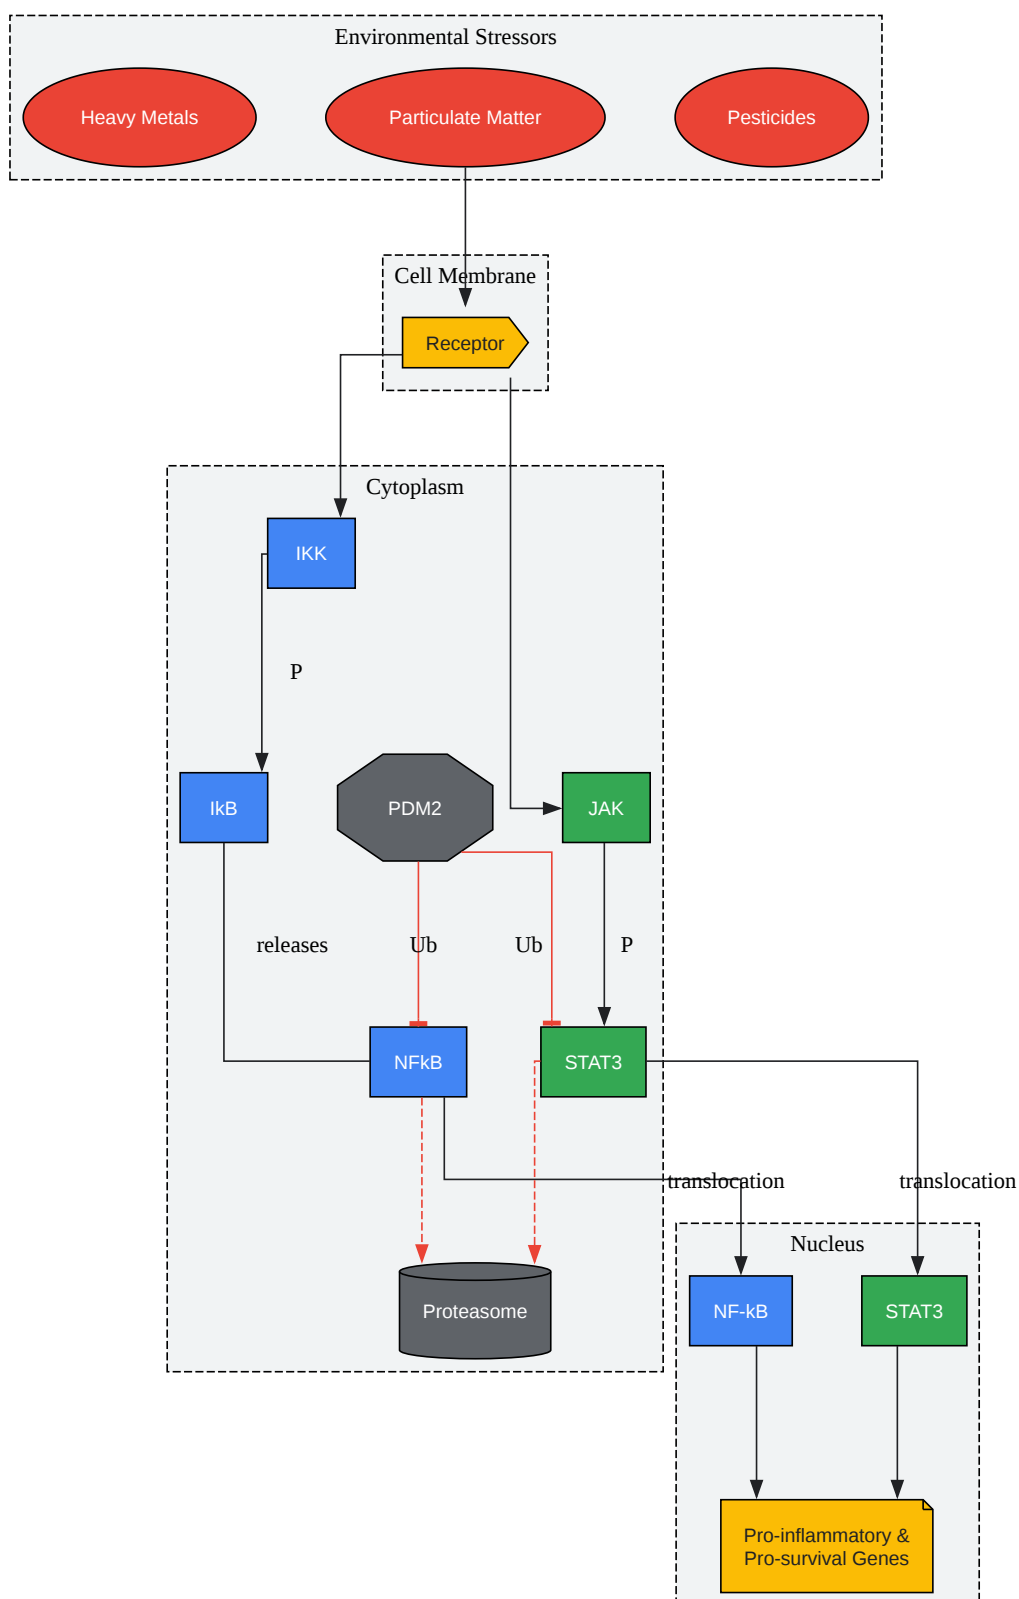 Environmental Stressors
Heavy Metals
Particulate Matter
Pesticides
Cell Membrane
Receptor
Cytoplasm
IKK
P
IkB
PDM2
JAK
releases
Ub
Ub
P
NFkB
STAT3
translocation
translocation
Nucleus
NF-kB
STAT3
Proteasome
Pro-inflammatory &
Pro-survival Genes